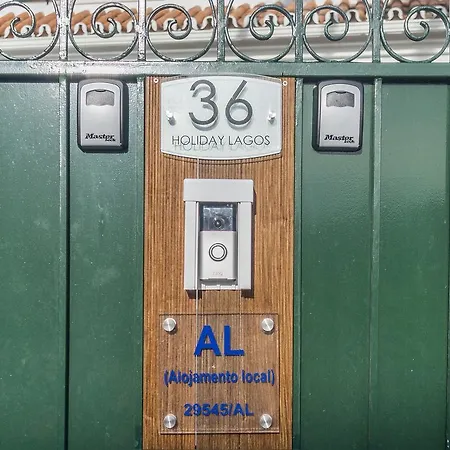 36
HOLIDAY LAGOS
Master
LOCK
Master
LOCK
AL
(Alojamento local)
29545/AL